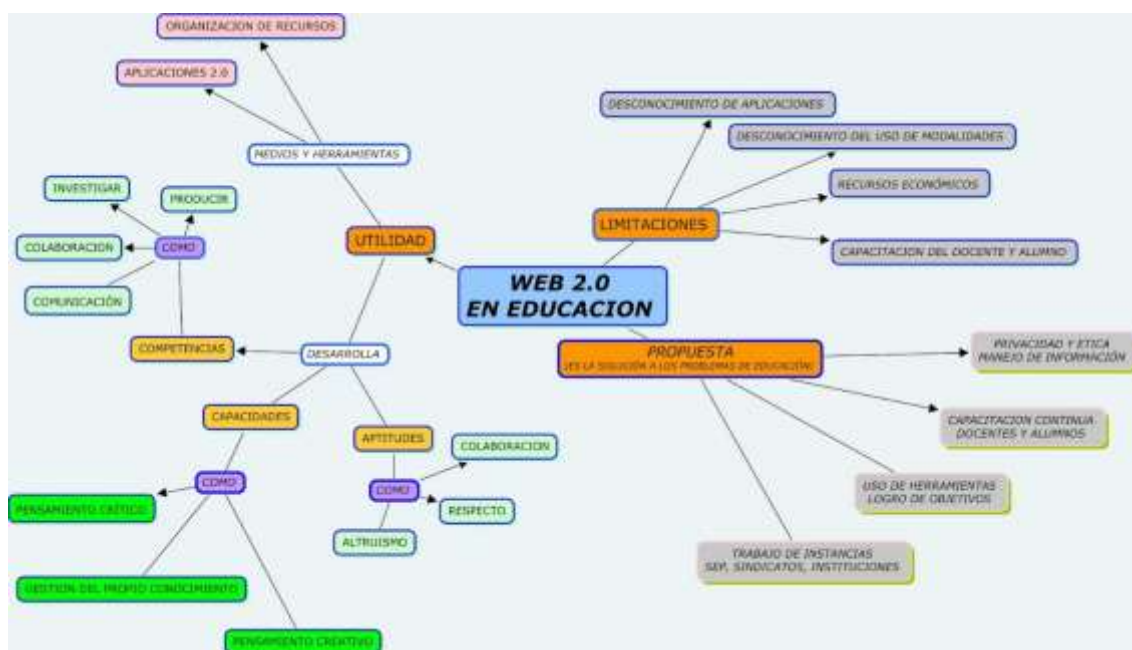 ORGANIZACION DE RECURSOS
APLICACIONES 2.0
MEDIOS Y HERRAMIENTAS
INVESTIGAR
PRODUCIR
COLABORACION
COMO
COMUNICACIÓN
COMPETENCIAS
UTILIDAD
DESARROLLA
CAPACIDADES
COMO
PENSAMIENTO CRÍTICO
GESTION DEL PROPIO CONOCIMIENTO
PENSAMIENTO CREATIVO
APTITUDES
COMO
COLABORACION
RESPECTO
ALTRUISMO
WEB 2.0
EN EDUCACION
LIMITACIONES
DESCONOCIMIENTO DE APLICACIONES
DESCONOCIMIENTO DEL USO DE MODALIDADES
RECURSOS ECONÓMICOS
CAPACITACION DEL DOCENTE Y ALUMNO
PROPUESTA
(ES LA SOLUCIÓN A LOS PROBLEMAS DE EDUCACIÓN)
PRIVACIDAD Y ETICA
MANEJO DE INFORMACIÓN
CAPACITACION CONTINUA
DOCENTES Y ALUMNOS
USO DE HERRAMIENTAS
LOGRO DE OBJETIVOS
TRABAJO DE INSTANCIAS
SEP, SINDICATOS, INSTITUCIONES